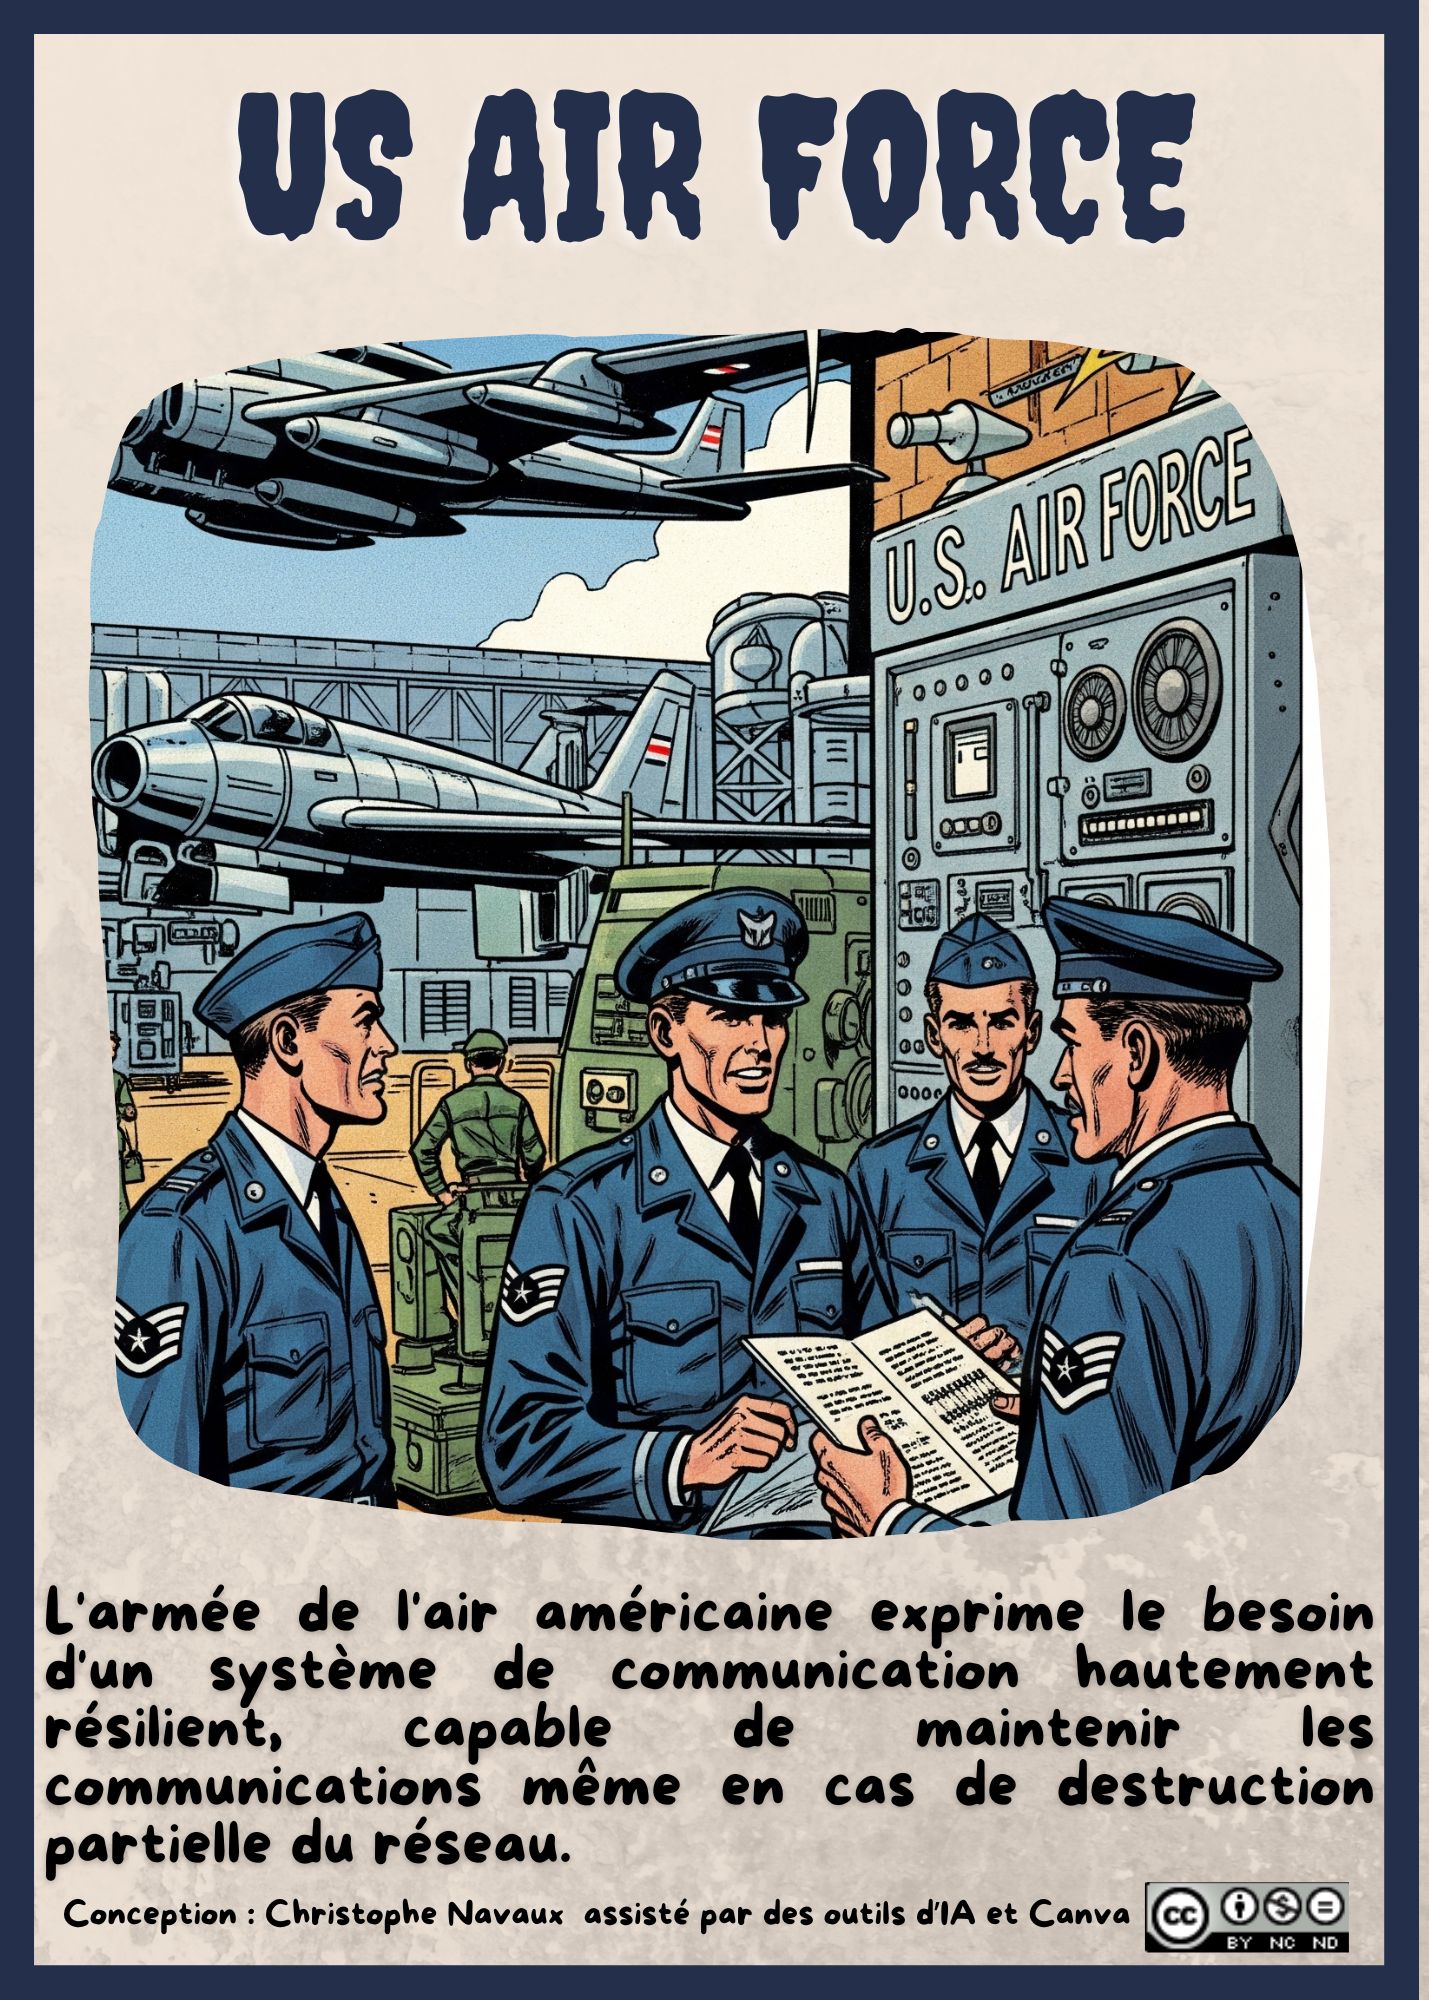 US AIR FORCE
U.S.. AIR FORCE
L'armée de l'air américaine exprime le besoin
d'un système de communication hautement
résilient, capable de maintenir les
communications même en cas de destruction
partielle du réseau.
Conception : Christophe Navaux assisté par des outils d'IA et Canva
cc
BY NC ND